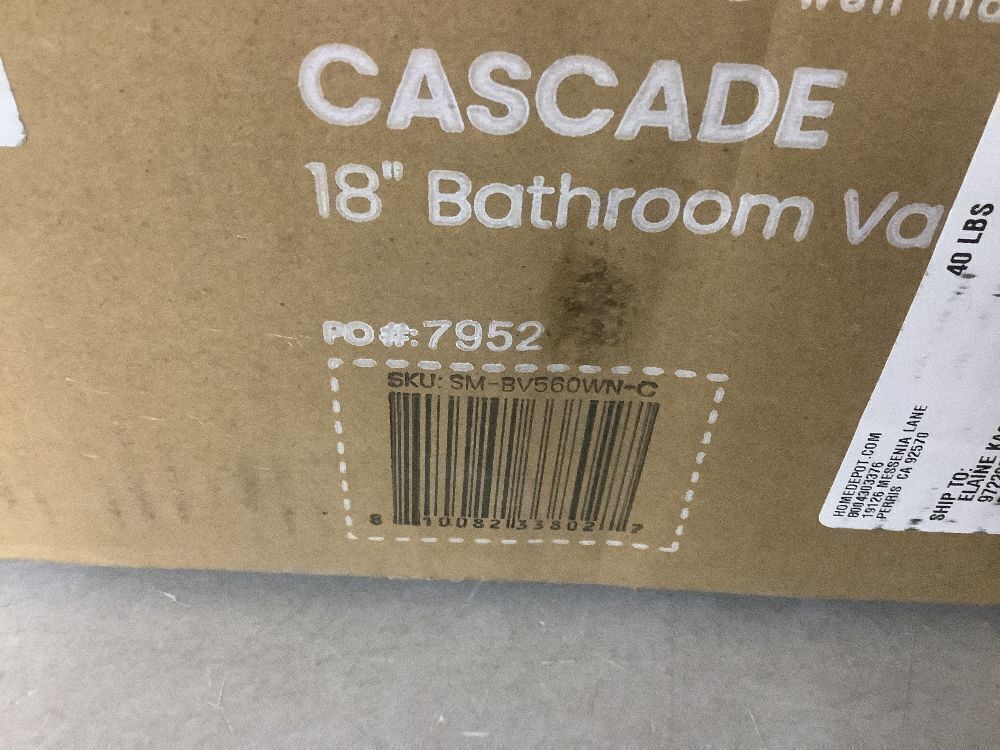 CASCADE
18" Bathroom Va
PO #: 7952
SKU: SM-BV560WN-C
8 10082 33802 7
40 LBS
HOMEDEPOT.COM
8004303376
19126 MESSENIA LANE
PERRIS CA 92570
SHIP TO:
ELAINE